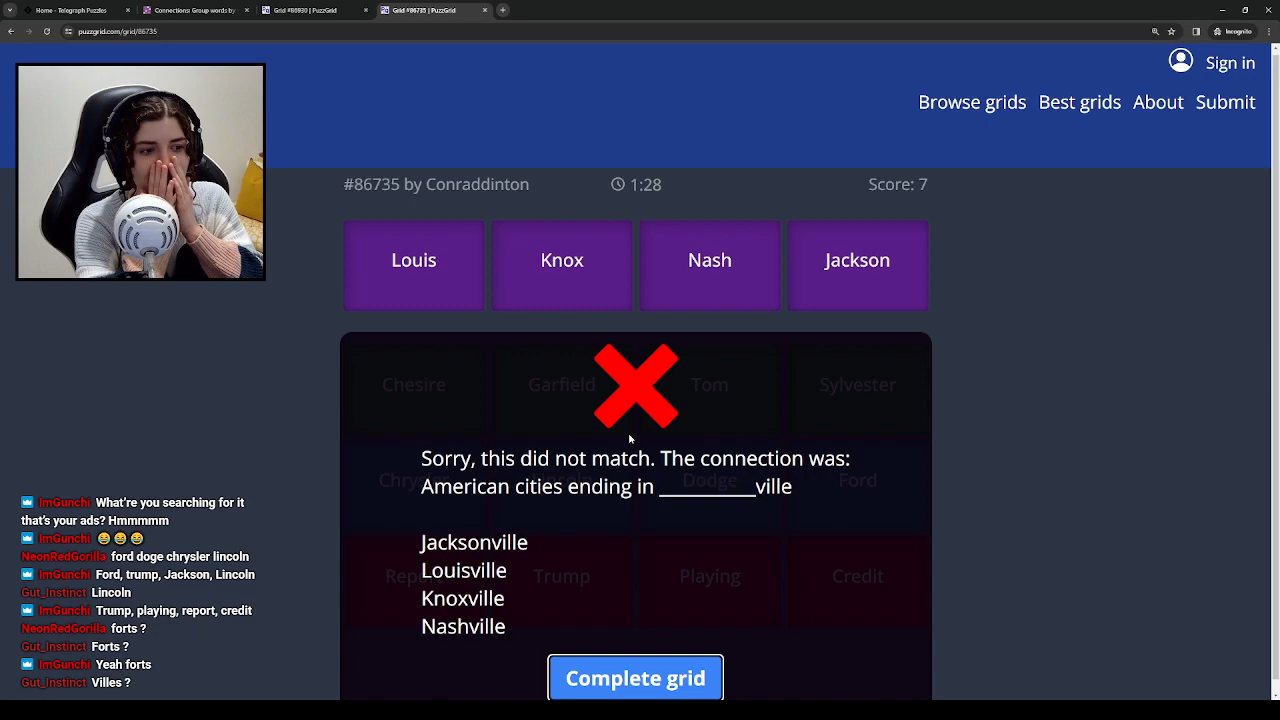 Home - Telegraph Puzzles
Connections: Group words by
Grid #86930 | PuzzGrid
Grid #86735 | PuzzGrid
puzzgrid.com/grid/86735
Incognito
Sign in
Browse grids Best grids About Submit
#86735 by Conraddinton 1:28 Score: 7
Louis Knox Nash Jackson
Chesire Garfield Tom Sylvester
Sorry, this did not match. The connection was:
Dodge Ford
American cities ending in __________ville
Jacksonville
Louisville
Trump Playing Credit
Knoxville
Nashville
Complete grid
ImGunchi What're you searching for it
that's your ads? Hmmmmm
ImGunchi 😂 😂 😂
NeonRedGorilla ford doge chrysler lincoln
ImGunchi Ford, trump, Jackson, Lincoln
Gut_Instinct Lincoln
ImGunchi Trump, playing, report, credit
NeonRedGorilla forts ?
Gut_Instinct Forts ?
ImGunchi Yeah forts
Gut_Instinct Villes ?